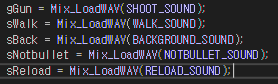 gGun = Mix_LoadWAV(SHOOT_SOUND);
sWalk = Mix_LoadWAV(WALK_SOUND);
sBack = Mix_LoadWAV(BACKGROUND_SOUND);
sNotbullet = Mix_LoadWAV(NOTBULLET_SOUND);
sReload = Mix_LoadWAV(RELOAD_SOUND);